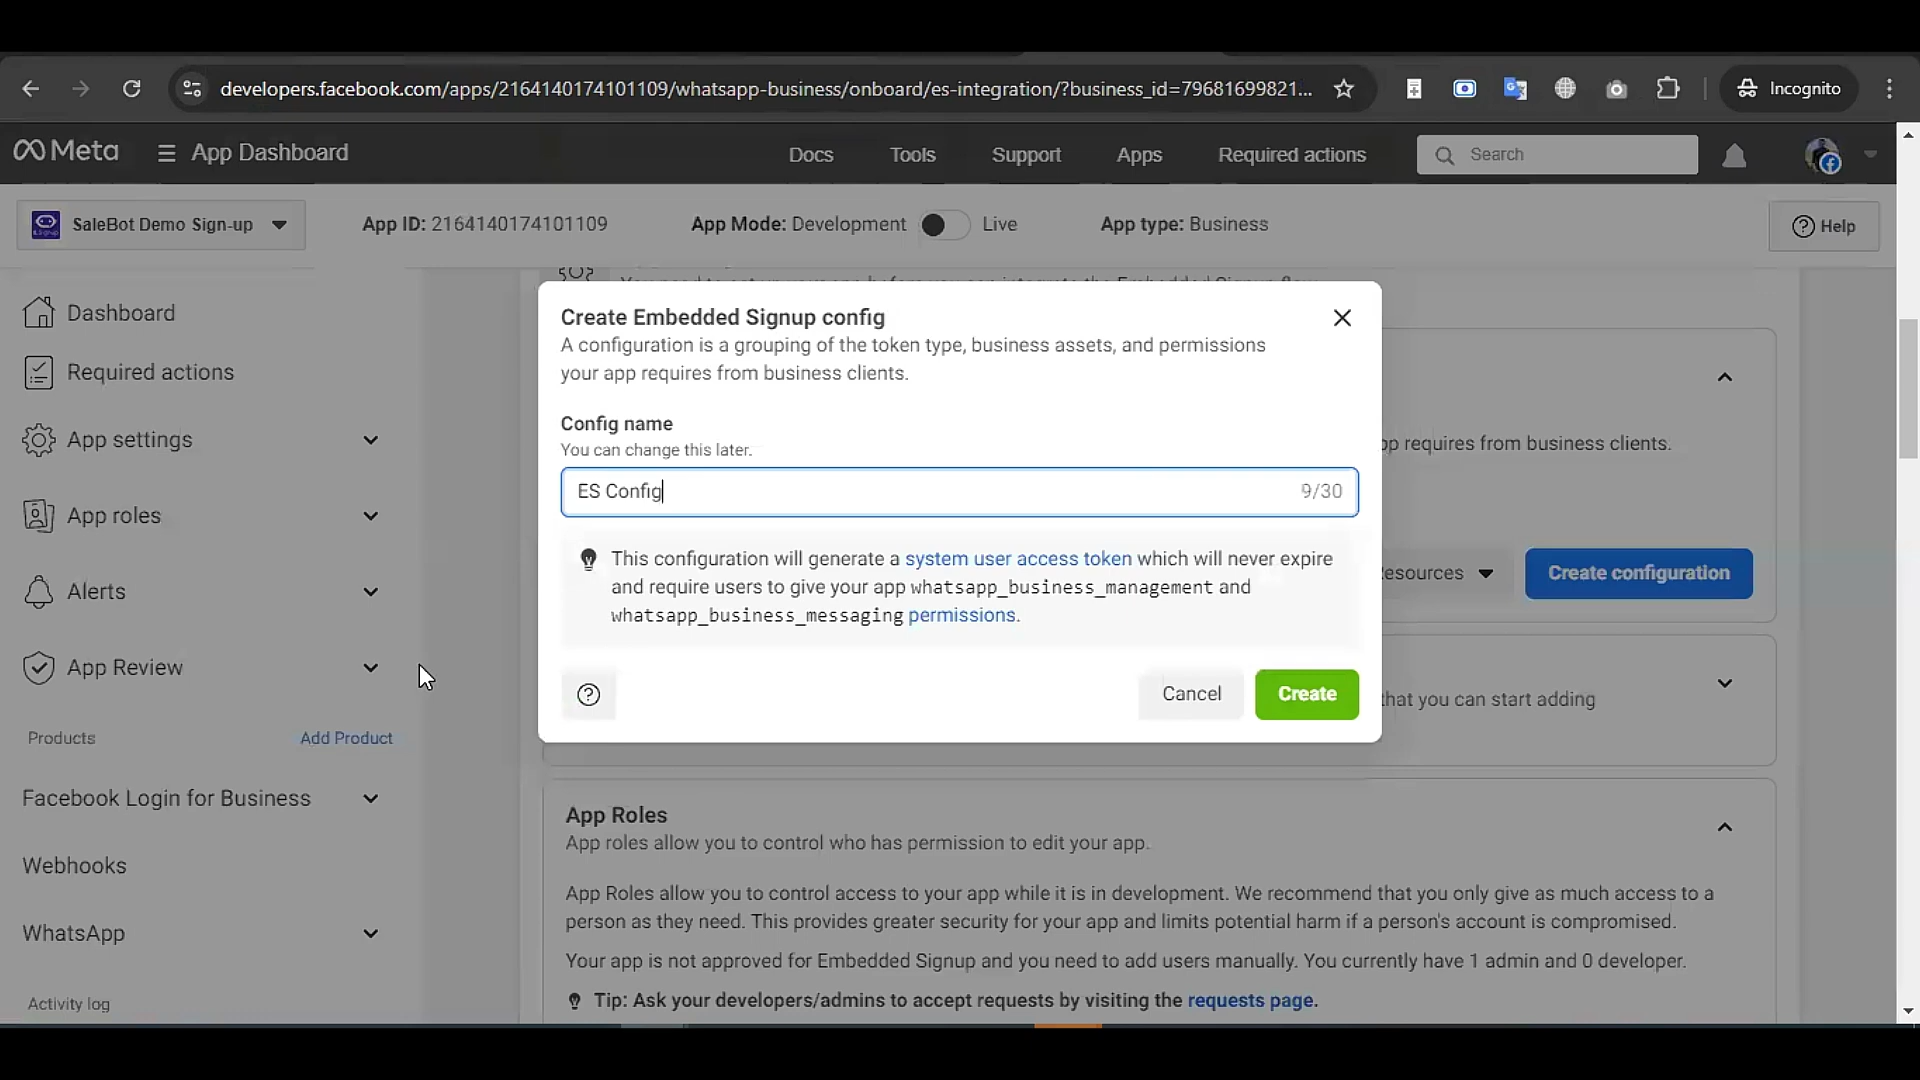 developers.facebook.com/apps/2164140174101109/whatsapp-business/onboard/es-integration/?business_id=79681699821...
Incognito
Meta
App Dashboard
Docs
Tools
Support
Apps
Required actions
Search
SaleBot Demo Sign-up
App ID: 2164140174101109
App Mode: Development
Live
App type: Business
Help
Dashboard
Required actions
App settings
App roles
Alerts
App Review
Products
Add Product
Facebook Login for Business
Webhooks
WhatsApp
Activity log
Create Embedded Signup config
A configuration is a grouping of the token type, business assets, and permissions
your app requires from business clients.
Config name
You can change this later.
ES Config
9/30
This configuration will generate a system user access token which will never expire
and require users to give your app whatsapp_business_management and
whatsapp_business_messaging permissions.
Cancel
Create
requires from business clients.
Create configuration
that you can start adding
App Roles
App roles allow you to control who has permission to edit your app.
App Roles allow you to control access to your app while it is in development. We recommend that you only give as much access to a
person as they need. This provides greater security for your app and limits potential harm if a person's account is compromised.
Your app is not approved for Embedded Signup and you need to add users manually. You currently have 1 admin and 0 developer.
Tip: Ask your developers/admins to accept requests by visiting the requests page.